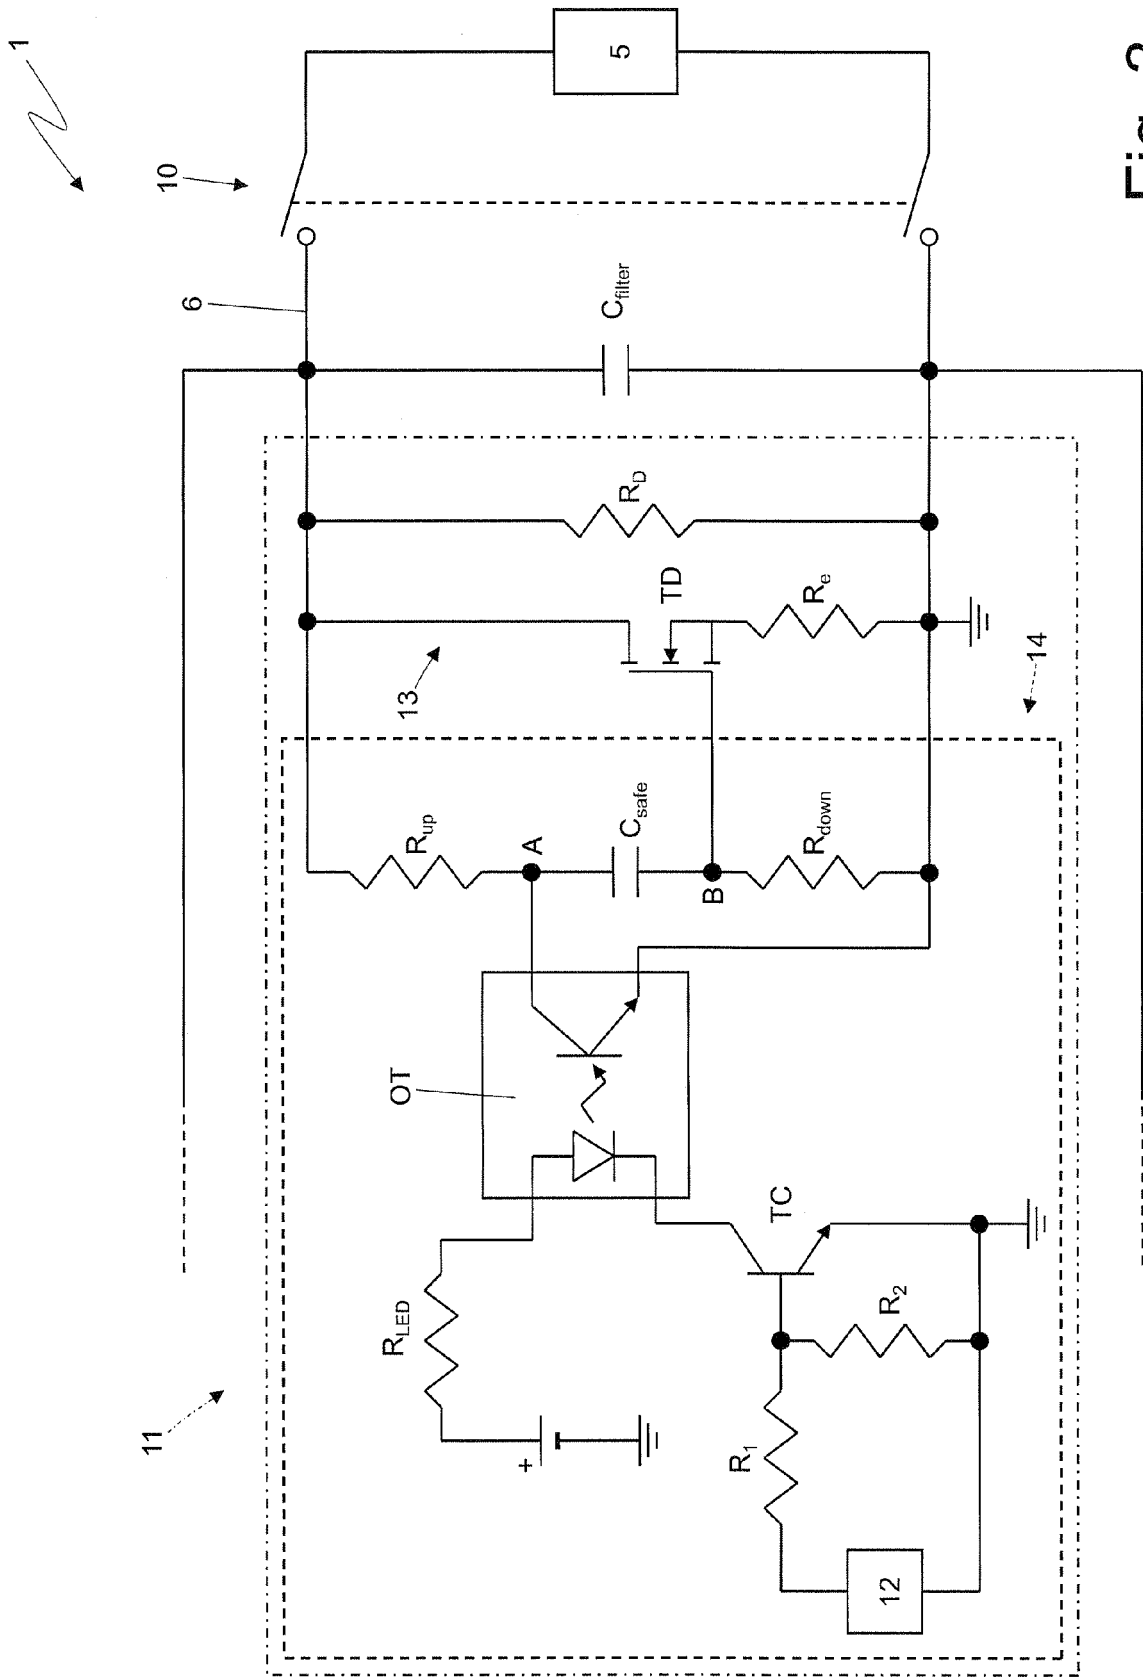 1
10
5
6
C_filter
R_D
13
TD
R_e
14
R_up
A
C_safe
B
R_down
OT
R_LED
+
TC
R_2
R_1
12
11